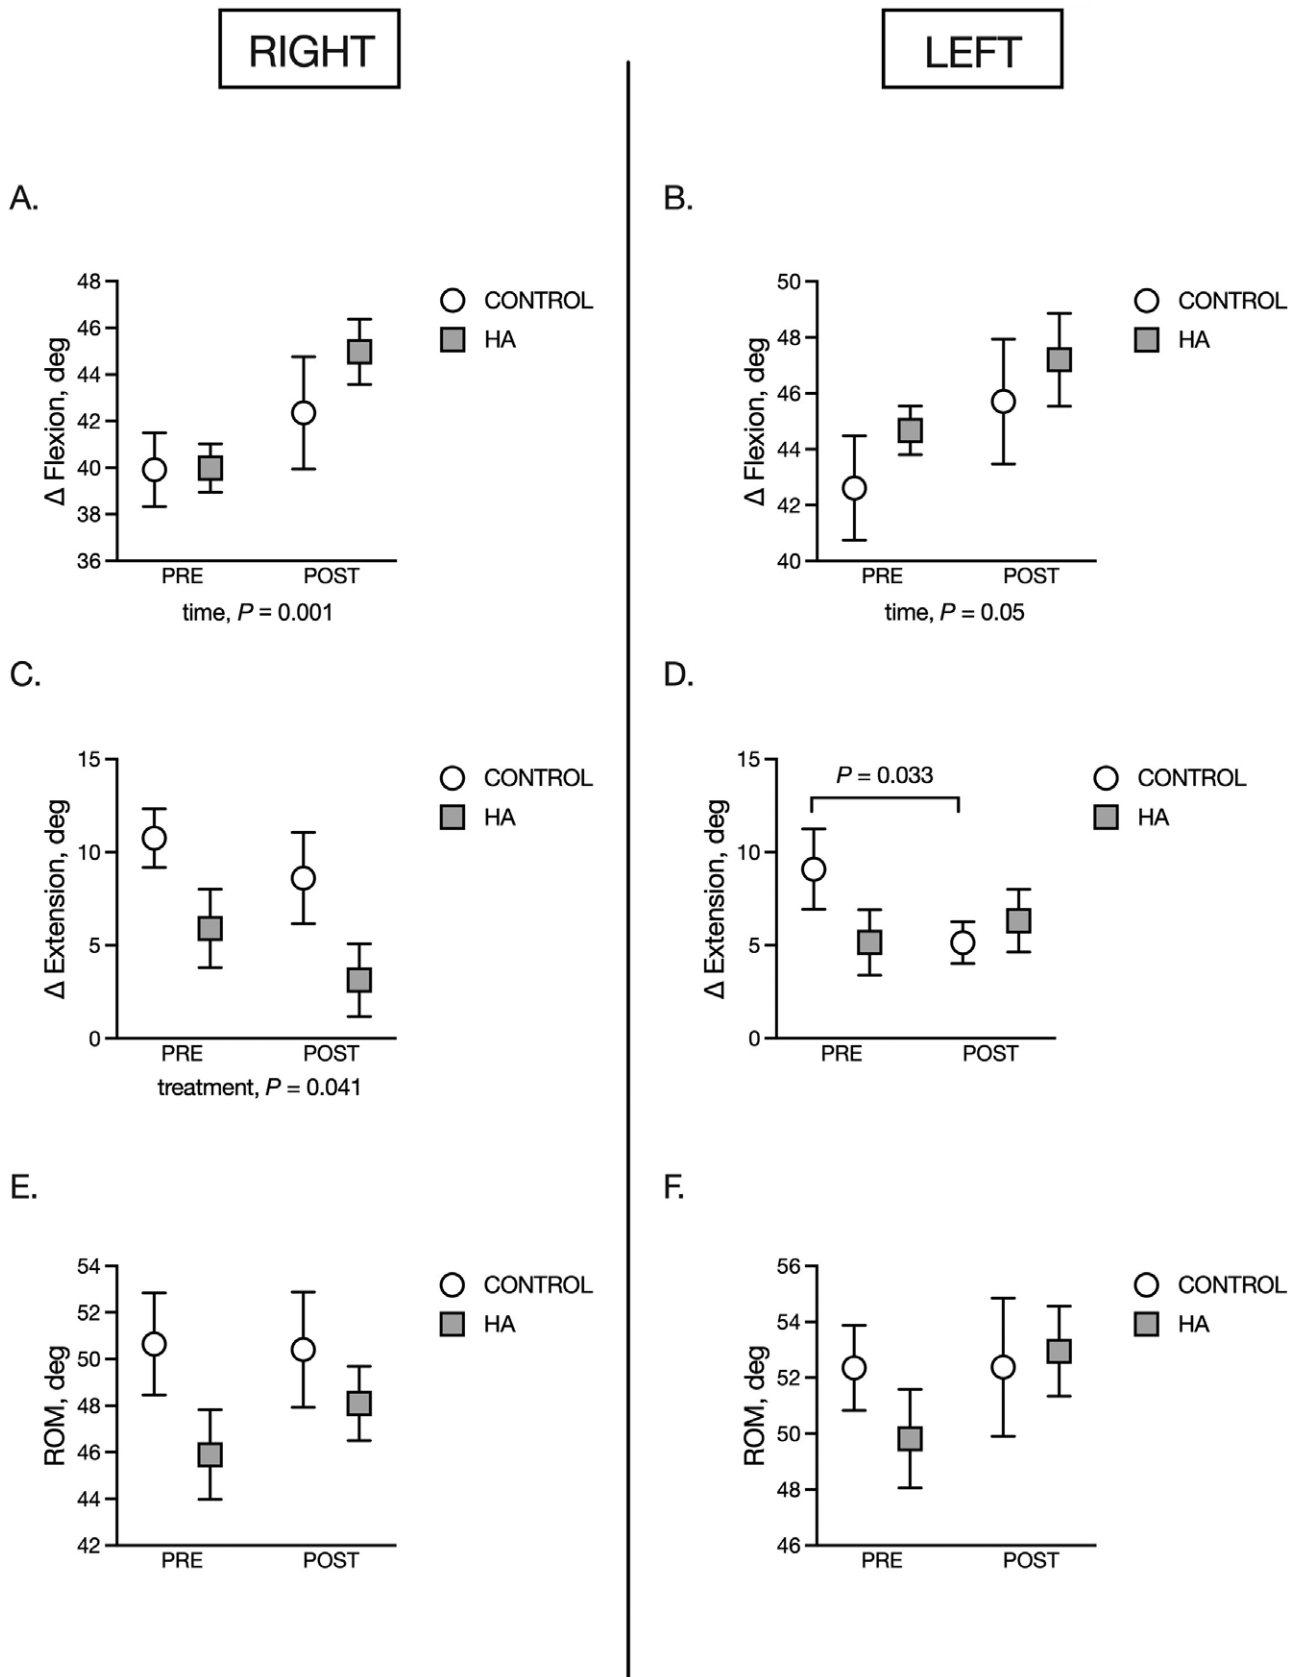 RIGHT
LEFT
A.
B.
48
46
44
42
40
38
36
Δ Flexion, deg
PRE
POST
CONTROL
HA
time, P = 0.001
50
48
46
44
42
40
Δ Flexion, deg
PRE
POST
CONTROL
HA
time, P = 0.05
C.
D.
15
10
5
0
Δ Extension, deg
PRE
POST
CONTROL
HA
treatment, P = 0.041
15
10
5
0
Δ Extension, deg
P = 0.033
PRE
POST
CONTROL
HA
E.
F.
54
52
50
48
46
44
42
ROM, deg
PRE
POST
CONTROL
HA
56
54
52
50
48
46
ROM, deg
PRE
POST
CONTROL
HA